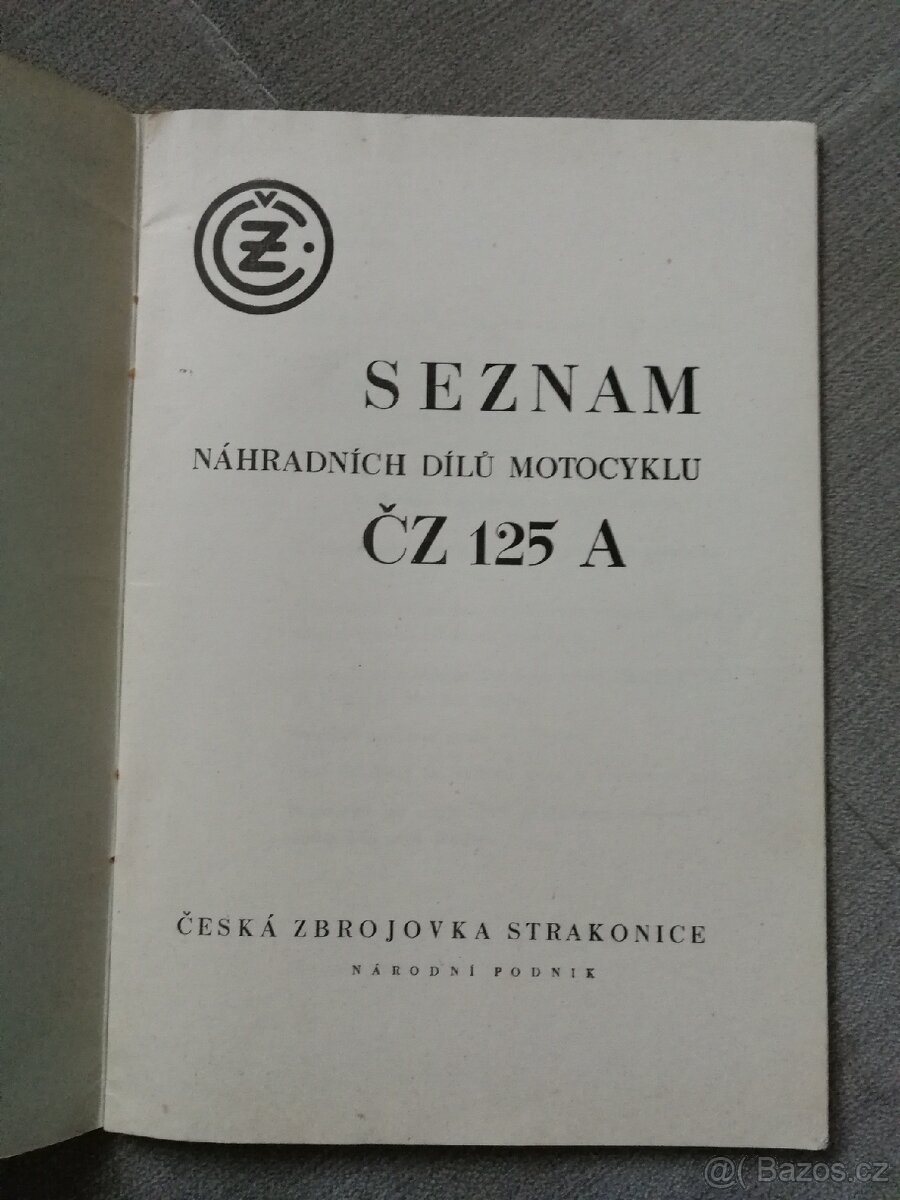 ČZ
SEZNAM
NÁHRADNÍCH DÍLŮ MOTOCYKLU
ČZ 125 A
ČESKÁ ZBROJOVKA STRAKONICE
NÁRODNÍ PODNIK
@( Bazos.cz